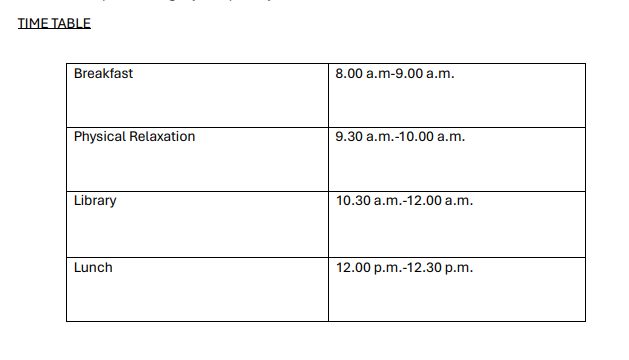 TIME TABLE
Breakfast 8.00 a.m-9.00 a.m.
Physical Relaxation 9.30 a.m.-10.00 a.m.
Library 10.30 a.m.-12.00 a.m.
Lunch 12.00 p.m.-12.30 p.m.